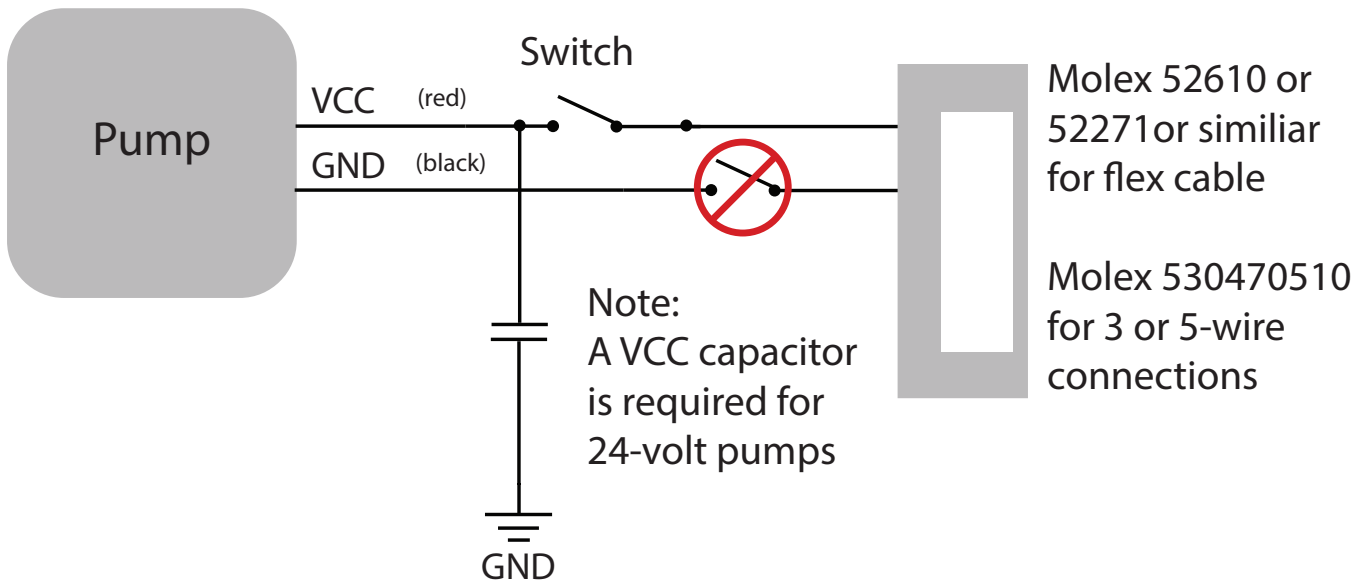 Switch
VCC (red)
Pump
GND (black)
Molex 52610 or
52271or similiar
for flex cable
Molex 530470510
for 3 or 5-wire
connections
Note:
A VCC capacitor
is required for
24-volt pumps
GND